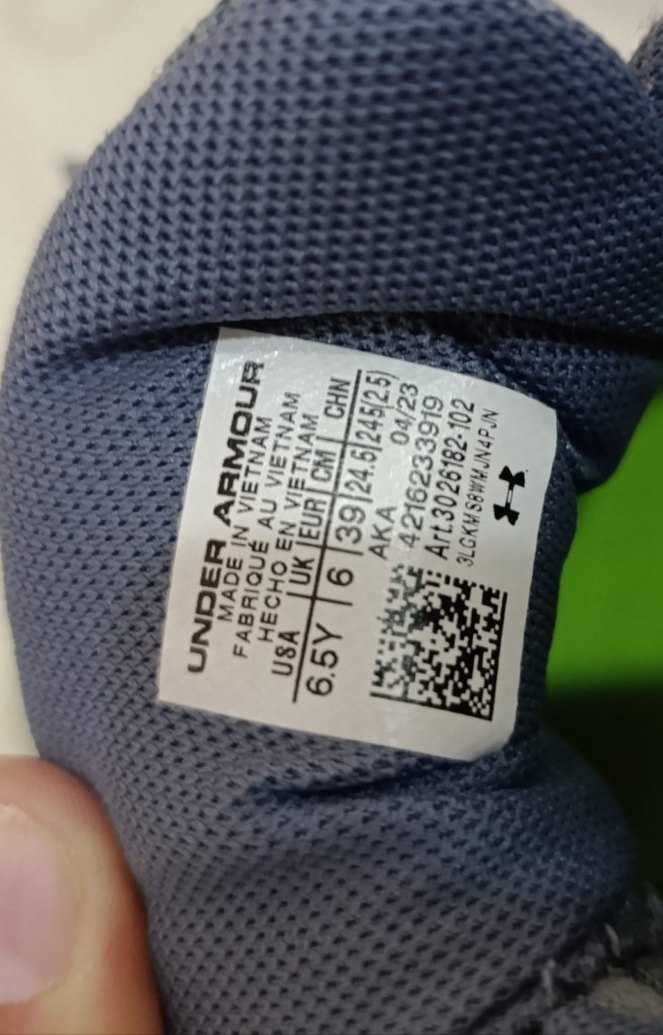 UNDER ARMOUR
MADE IN VIETNAM
FABRIQUÉ AU VIETNAM
HECHO EN VIETNAM
USA | UK | EUR | CM | CHN
6.5Y | 6 | 39 | 24.5 | 245(2.5)
AKA 04/23
4216233919
Art.3026182-102
3LGKMS8WMJN4PJN